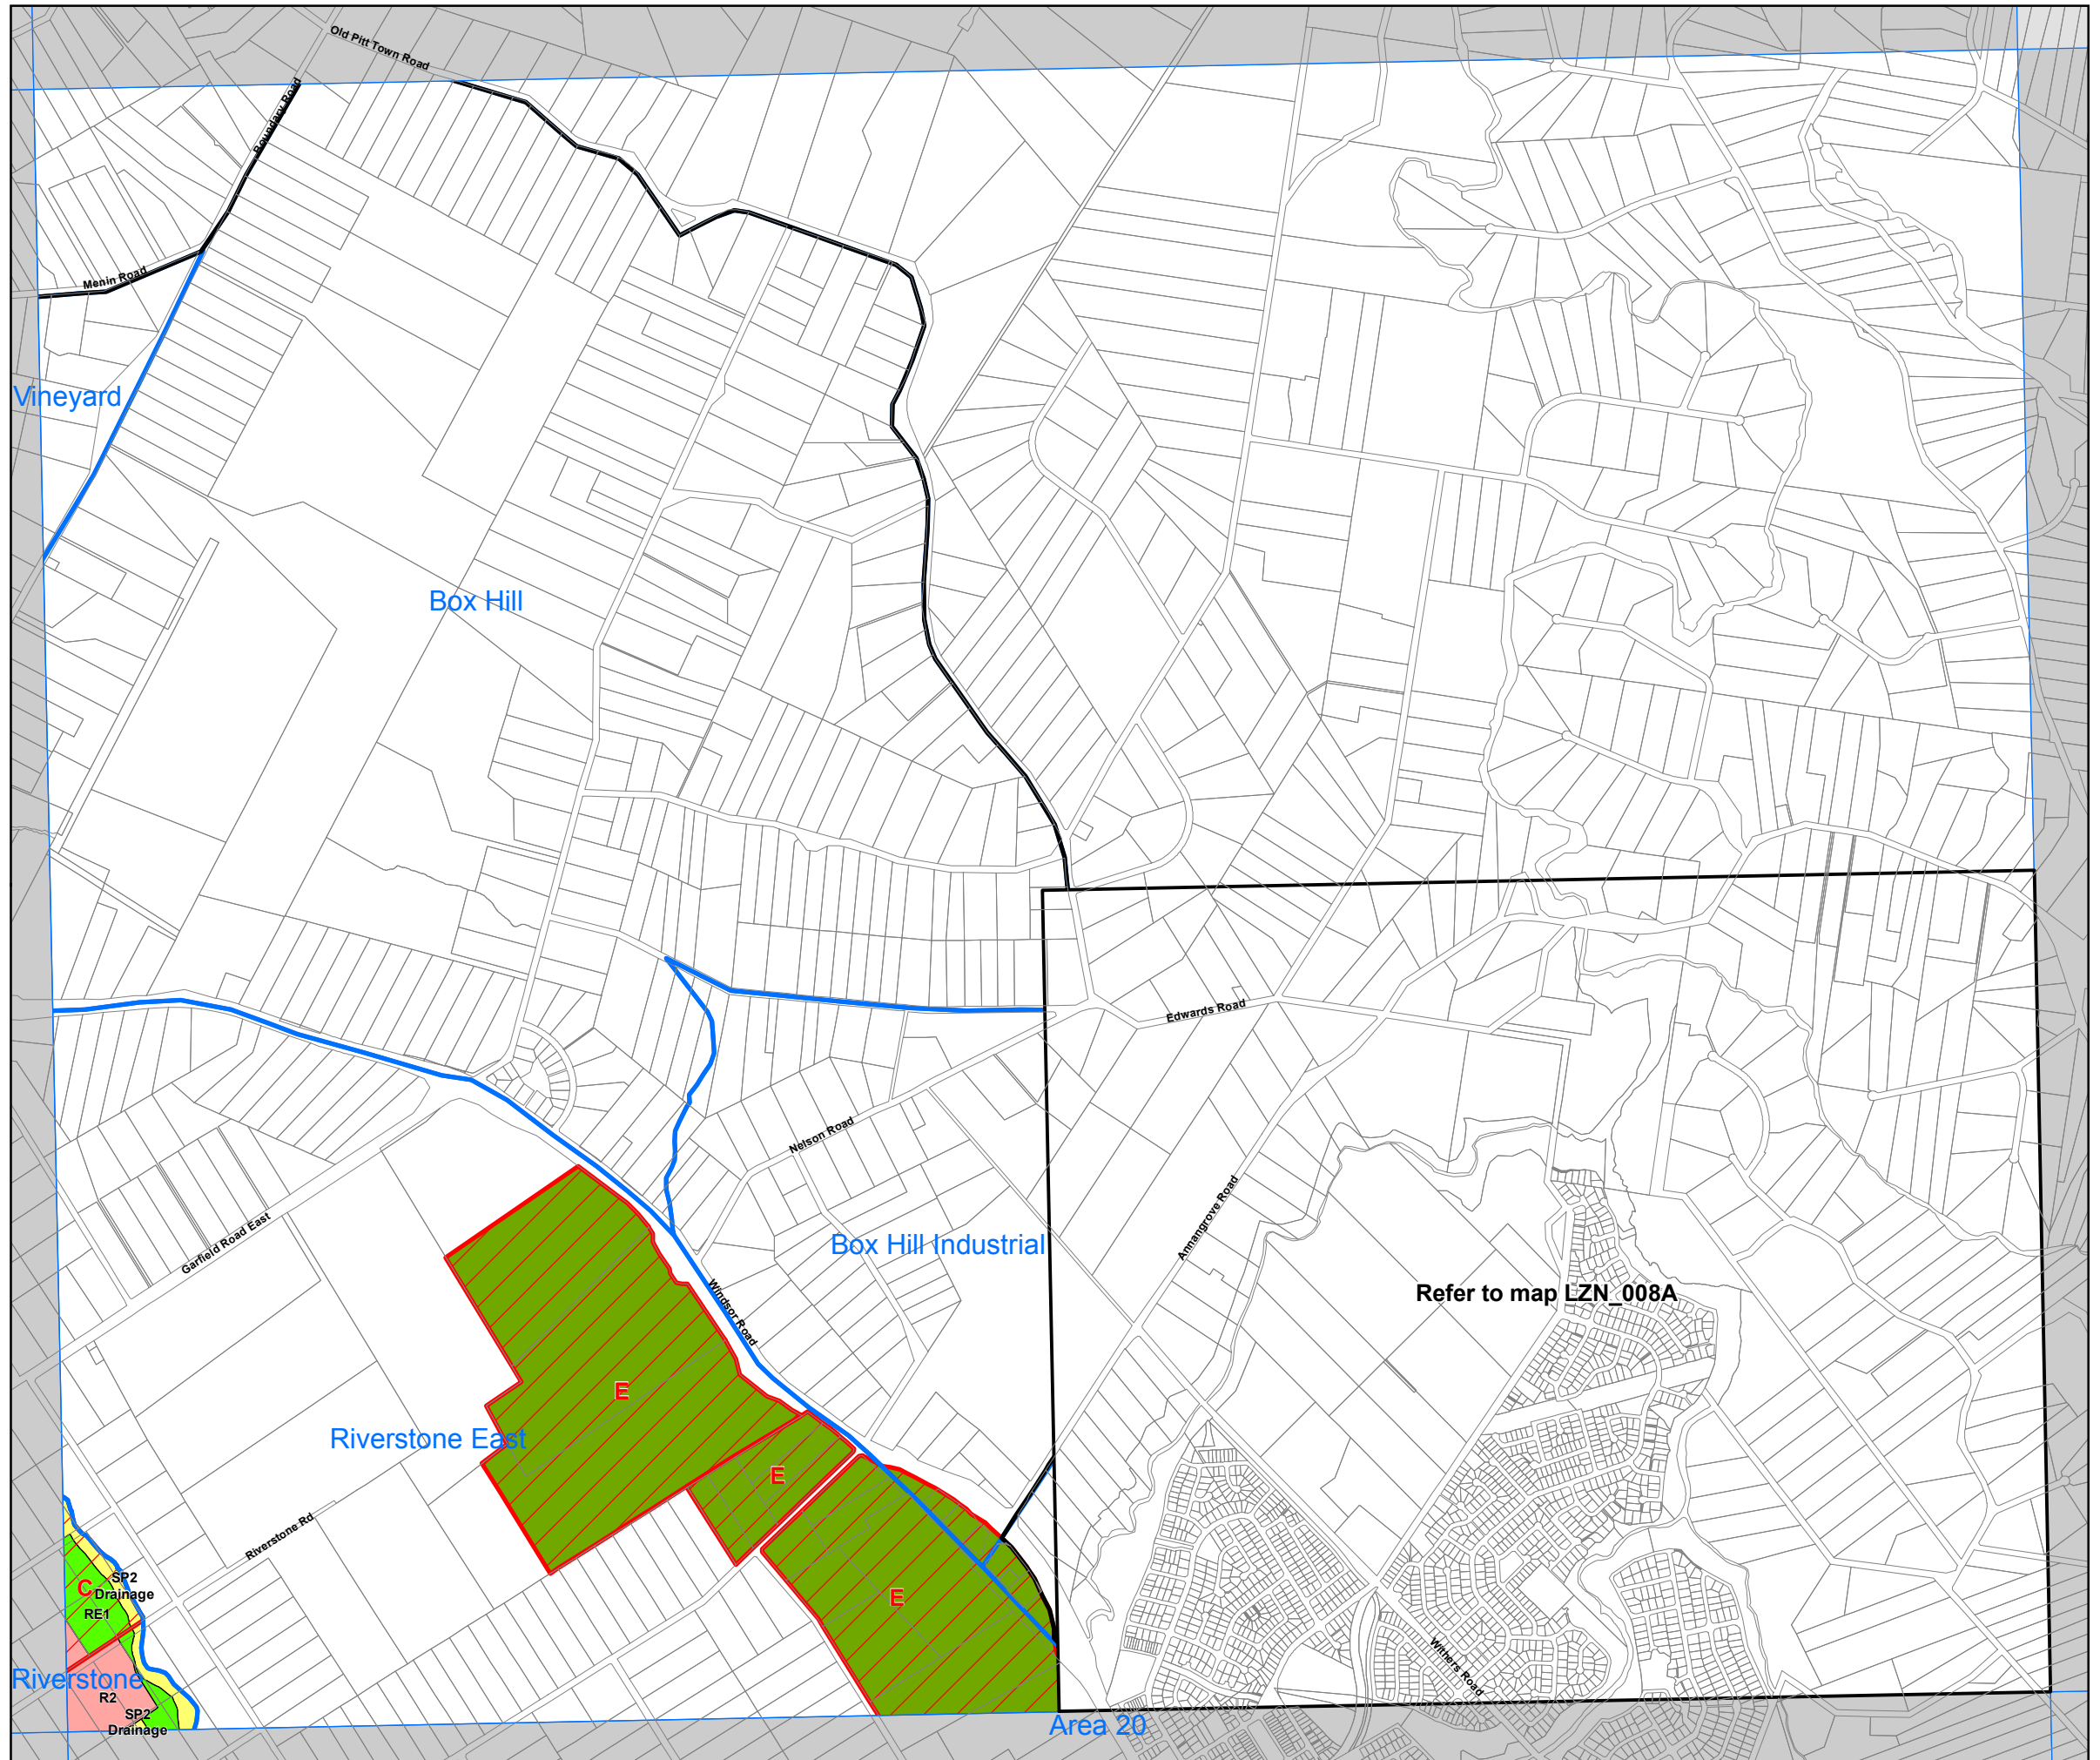 Old Pitt Town Road
Boundary Road
Menin Road
Vineyard
Box Hill
Edwards Road
Nelson Road
Annangrove Road
Garfield Road East
Box Hill Industrial
Windsor Road
Refer to map LZN_008A
E
Riverstone East
E
Riverstone Rd
SP2
Drainage
C
RE1
E
Withers Road
Riverstone
R2
SP2
Drainage
Area 20